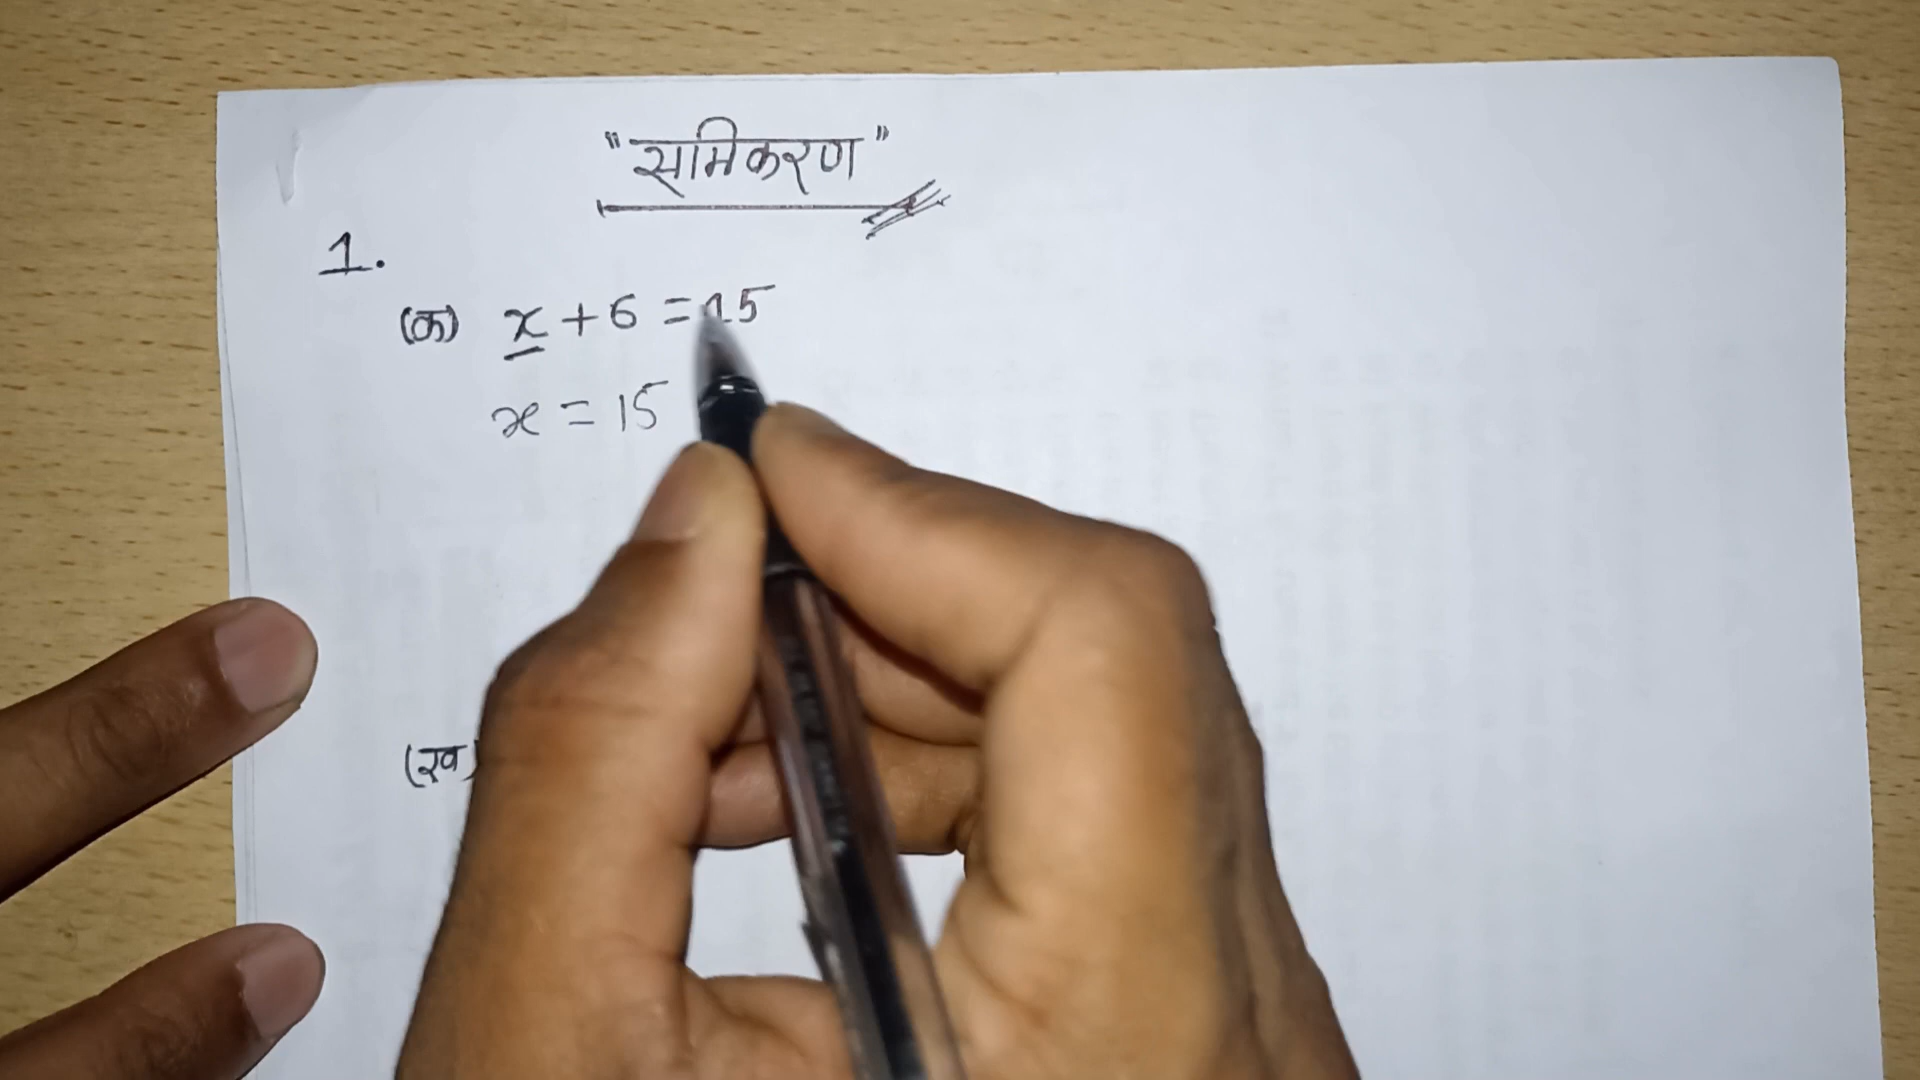 "समिकरण"
1.
(क) x + 6 = 15
x = 15
(ख)